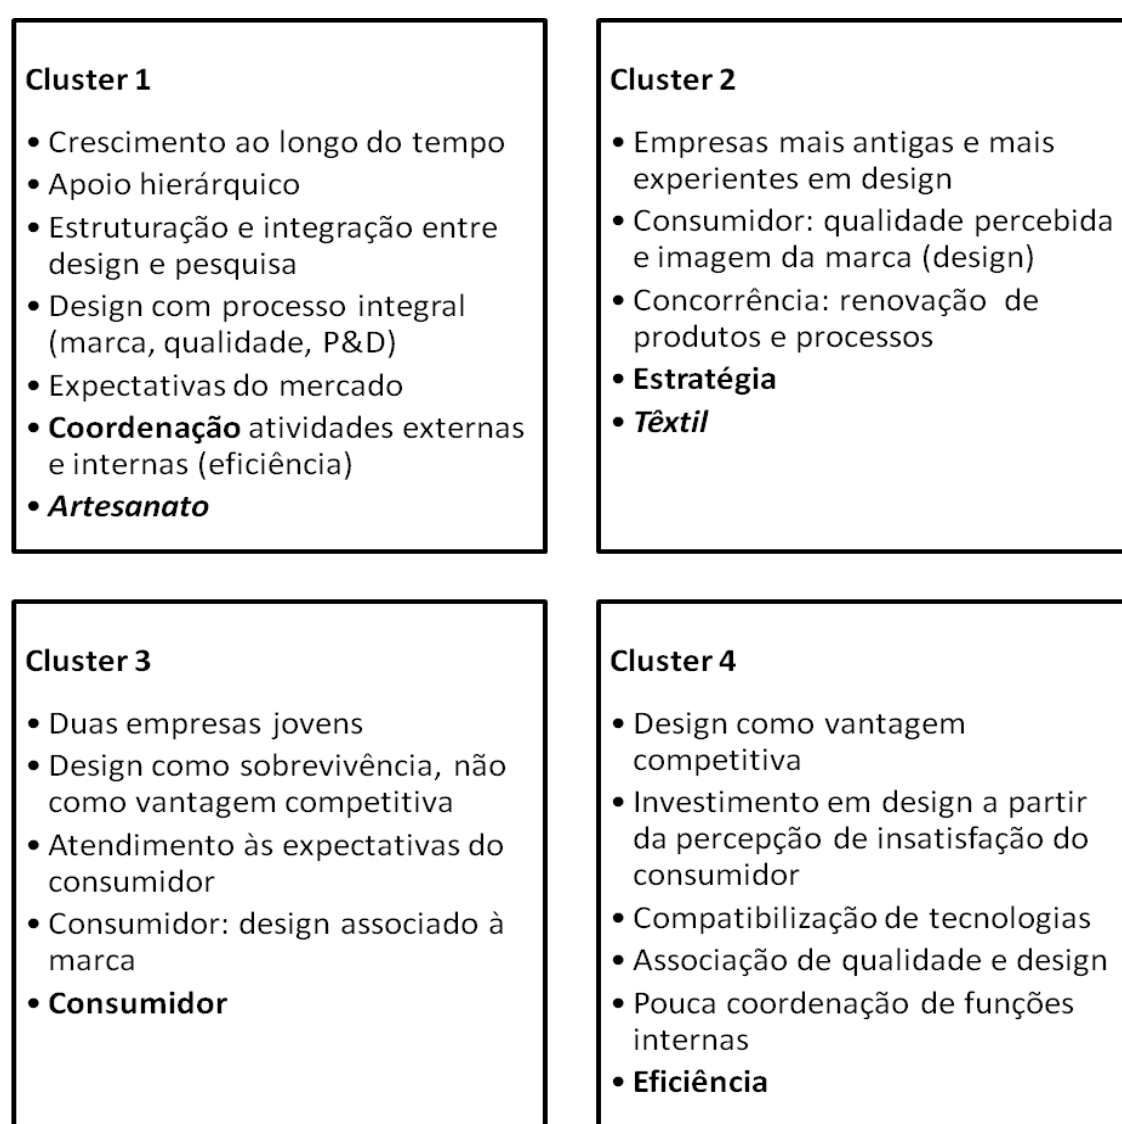 Cluster 1
• Crescimento ao longo do tempo
• Apoio hierárquico
• Estruturação e integração entre
design e pesquisa
• Design com processo integral
(marca, qualidade, P&D)
• Expectativas do mercado
• Coordenação atividades externas
e internas (eficiência)
• Artesanato
Cluster 2
• Empresas mais antigas e mais
experientes em design
• Consumidor: qualidade percebida
e imagem da marca (design)
• Concorrência: renovação de
produtos e processos
• Estratégia
• Têxtil
Cluster 3
• Duas empresas jovens
• Design como sobrevivência, não
como vantagem competitiva
• Atendimento às expectativas do
consumidor
• Consumidor: design associado à
marca
• Consumidor
Cluster 4
• Design como vantagem
competitiva
• Investimento em design a partir
da percepção de insatisfação do
consumidor
• Compatibilização de tecnologias
• Associação de qualidade e design
• Pouca coordenação de funções
internas
• Eficiência